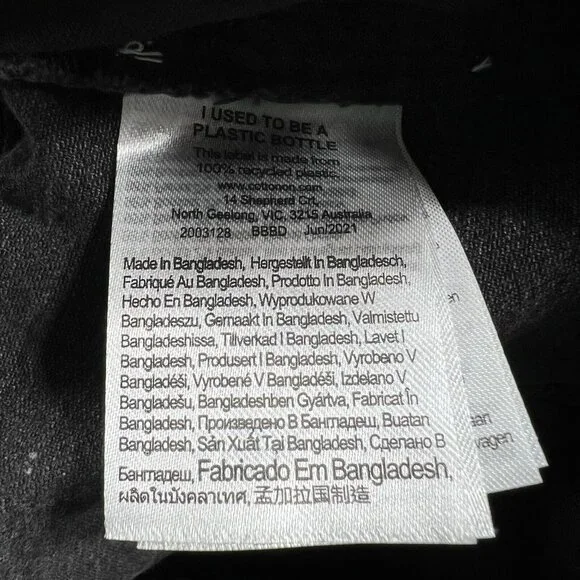 I USED TO BE A
PLASTIC BOTTLE
This label is made from
100% recycled plastic.
www.cottonon.com
14 Shepherd Crt,
North Geelong, VIC, 3215 Australia
2003128 BBBD Jun/2021
Made In Bangladesh, Hergestellt In Bangladesch,
Fabriqué Au Bangladesh, Prodotto In Bangladesh,
Hecho En Bangladesh, Wyprodukowane W
Bangladeszu, Gemaakt In Bangladesh, Valmistettu
Bangladeshissa, Tillverkad I Bangladesh, Lavet I
Bangladesh, Produsert I Bangladesh, Vyrobeno V
Bangladéši, Vyrobené V Bangladéši, Izdelano V
Bangladešu, Bangladeshben Gyártva, Fabricat În
Bangladesh, Произведено В Бангладеш, Buatan
Bangladesh, Sản Xuất Tại Bangladesh, Сделано В
Бангладеш, Fabricado Em Bangladesh,
ผลิตในบังคลาเทศ, 孟加拉国制造